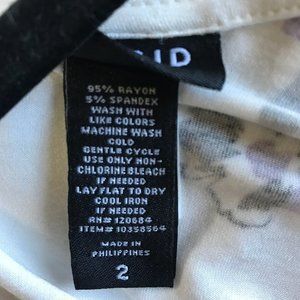 95% RAYON
5% SPANDEX
WASH WITH
LIKE COLORS
MACHINE WASH
COLD
GENTLE CYCLE
USE ONLY NON-
CHLORINE BLEACH
IF NEEDED
LAY FLAT TO DRY
COOL IRON
IF NEEDED
RN# 120684
ITEM# 10358564
MADE IN
PHILIPPINES
2